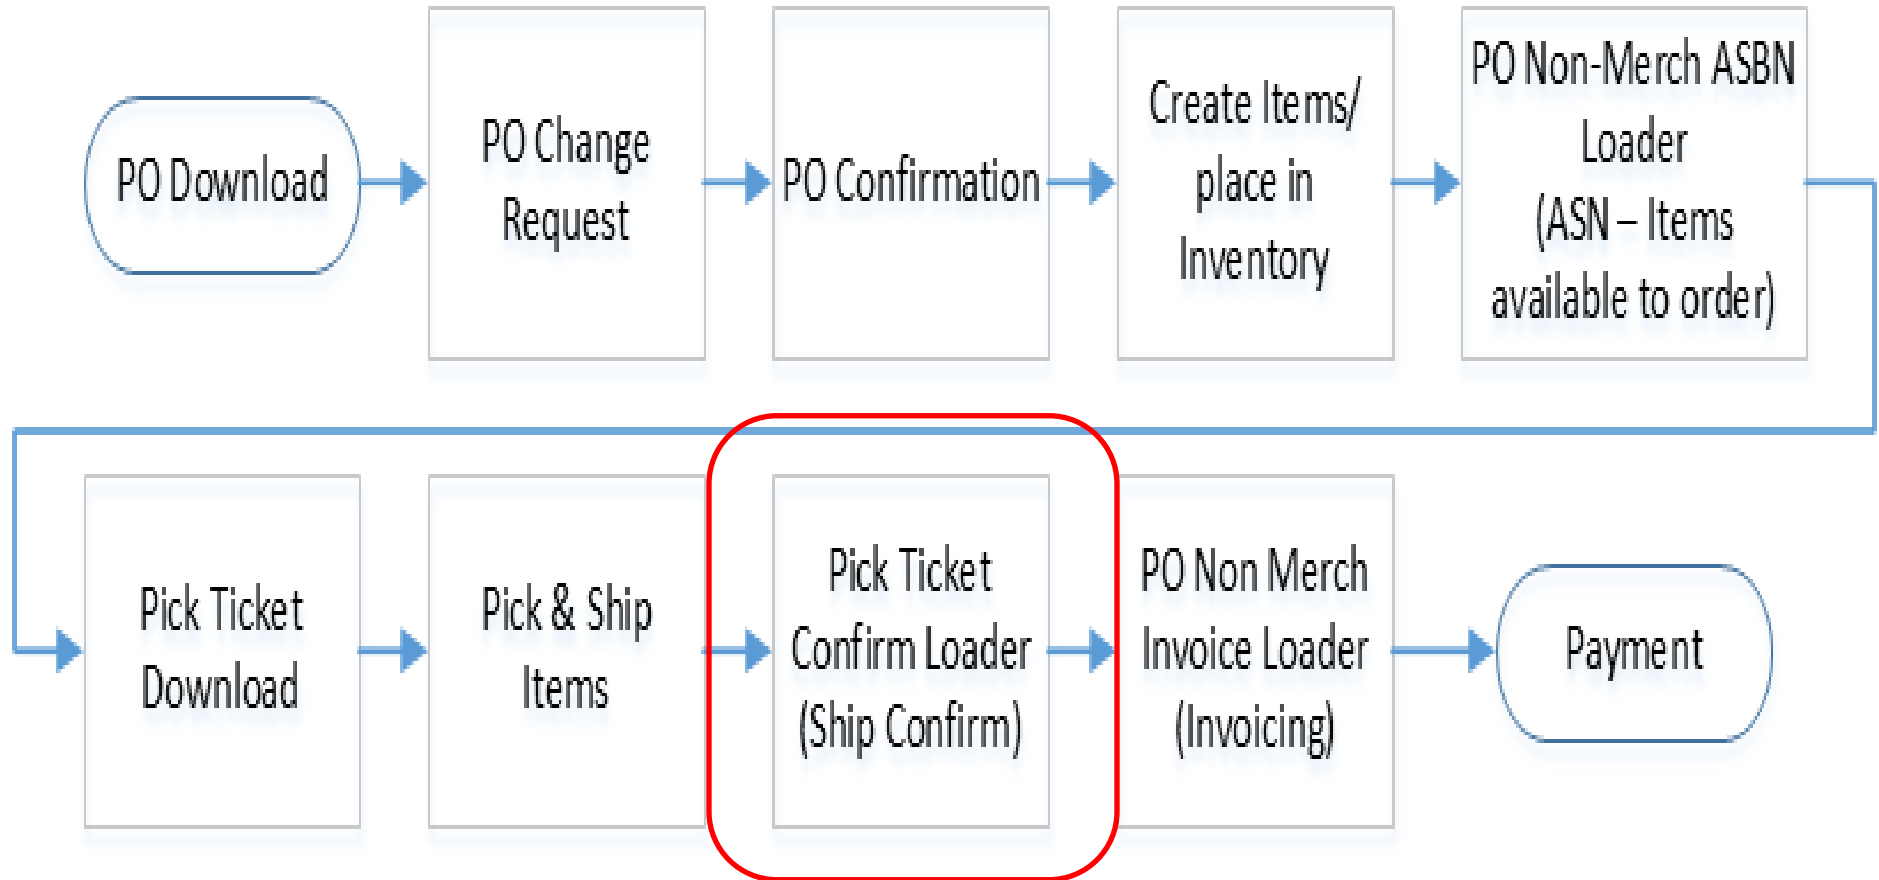 PO Download
PO Change
Request
PO Confirmation
Create Items/
place in
Inventory
PO Non-Merch ASBN
Loader
(ASN – Items
available to order)
Pick Ticket
Download
Pick & Ship
Items
Pick Ticket
Confirm Loader
(Ship Confirm)
PO Non Merch
Invoice Loader
(Invoicing)
Payment